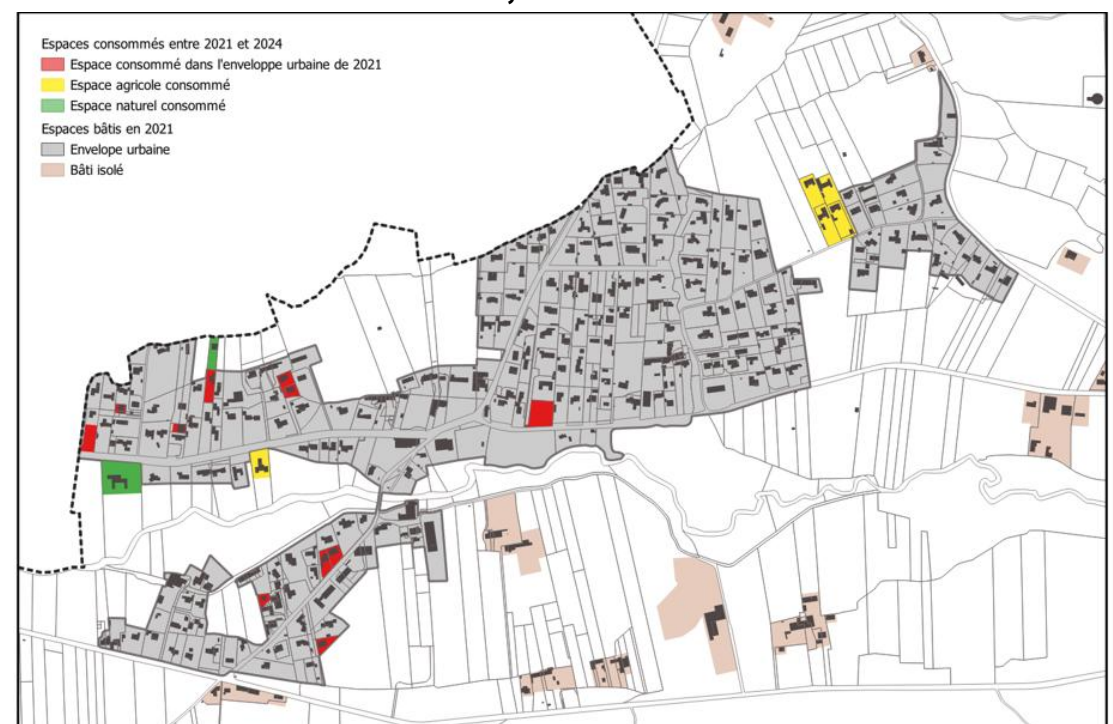 Espaces consommés entre 2021 et 2024
Espace consommé dans l'enveloppe urbaine de 2021
Espace agricole consommé
Espace naturel consommé
Espaces bâtis en 2021
Envelope urbaine
Bâti isolé